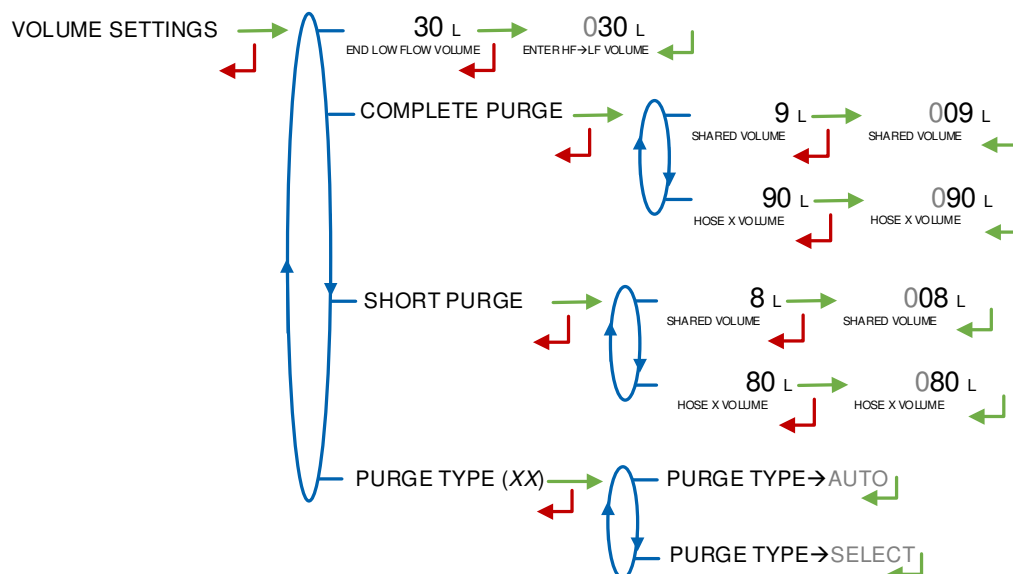 VOLUME SETTINGS
30 L
END LOW FLOW VOLUME
030 L
ENTER HF→LF VOLUME
COMPLETE PURGE
9 L
SHARED VOLUME
009 L
SHARED VOLUME
90 L
HOSE X VOLUME
090 L
HOSE X VOLUME
SHORT PURGE
8 L
SHARED VOLUME
008 L
SHARED VOLUME
80 L
HOSE X VOLUME
080 L
HOSE X VOLUME
PURGE TYPE (XX)
PURGE TYPE→AUTO
PURGE TYPE→SELECT